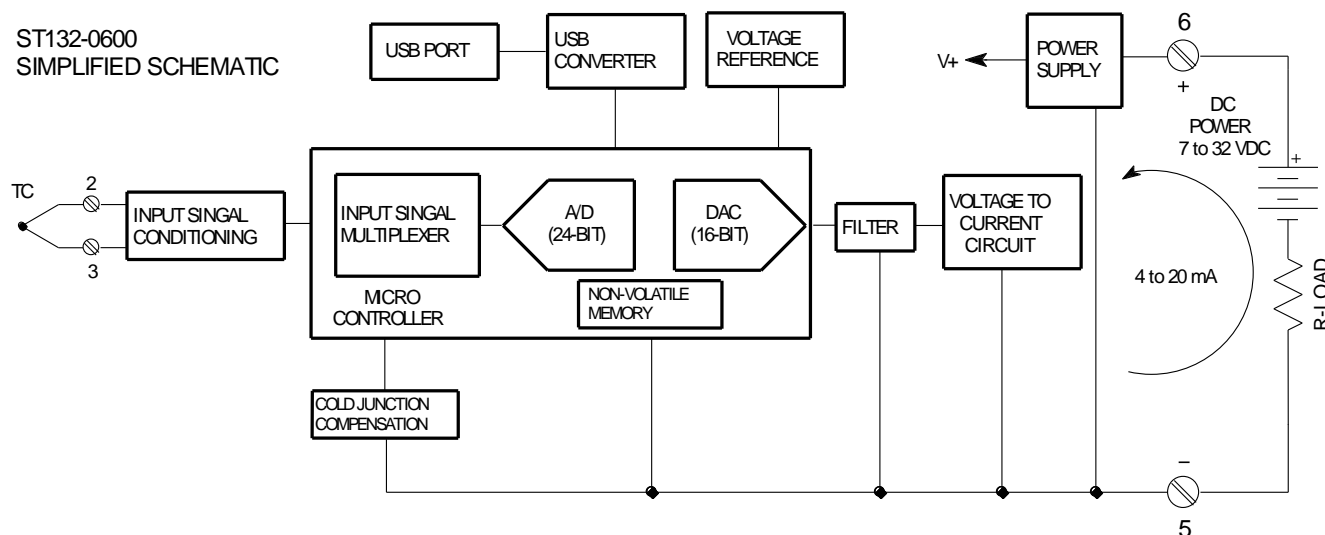 ST132-0600
SIMPLIFIED SCHEMATIC
USB PORT
USB
CONVERTER
VOLTAGE
REFERENCE
V+
POWER
SUPPLY
6
+
DC
POWER
7 to 32 VDC
+
TC
2
3
INPUT SINGAL
CONDITIONING
INPUT SINGAL
MULTIPLEXER
A/D
(24-BIT)
DAC
(16-BIT)
MICRO
CONTROLLER
NON-VOLATILE
MEMORY
FILTER
VOLTAGE TO
CURRENT
CIRCUIT
4 to 20 mA
R-LOAD
COLD JUNCTION
COMPENSATION
–
5